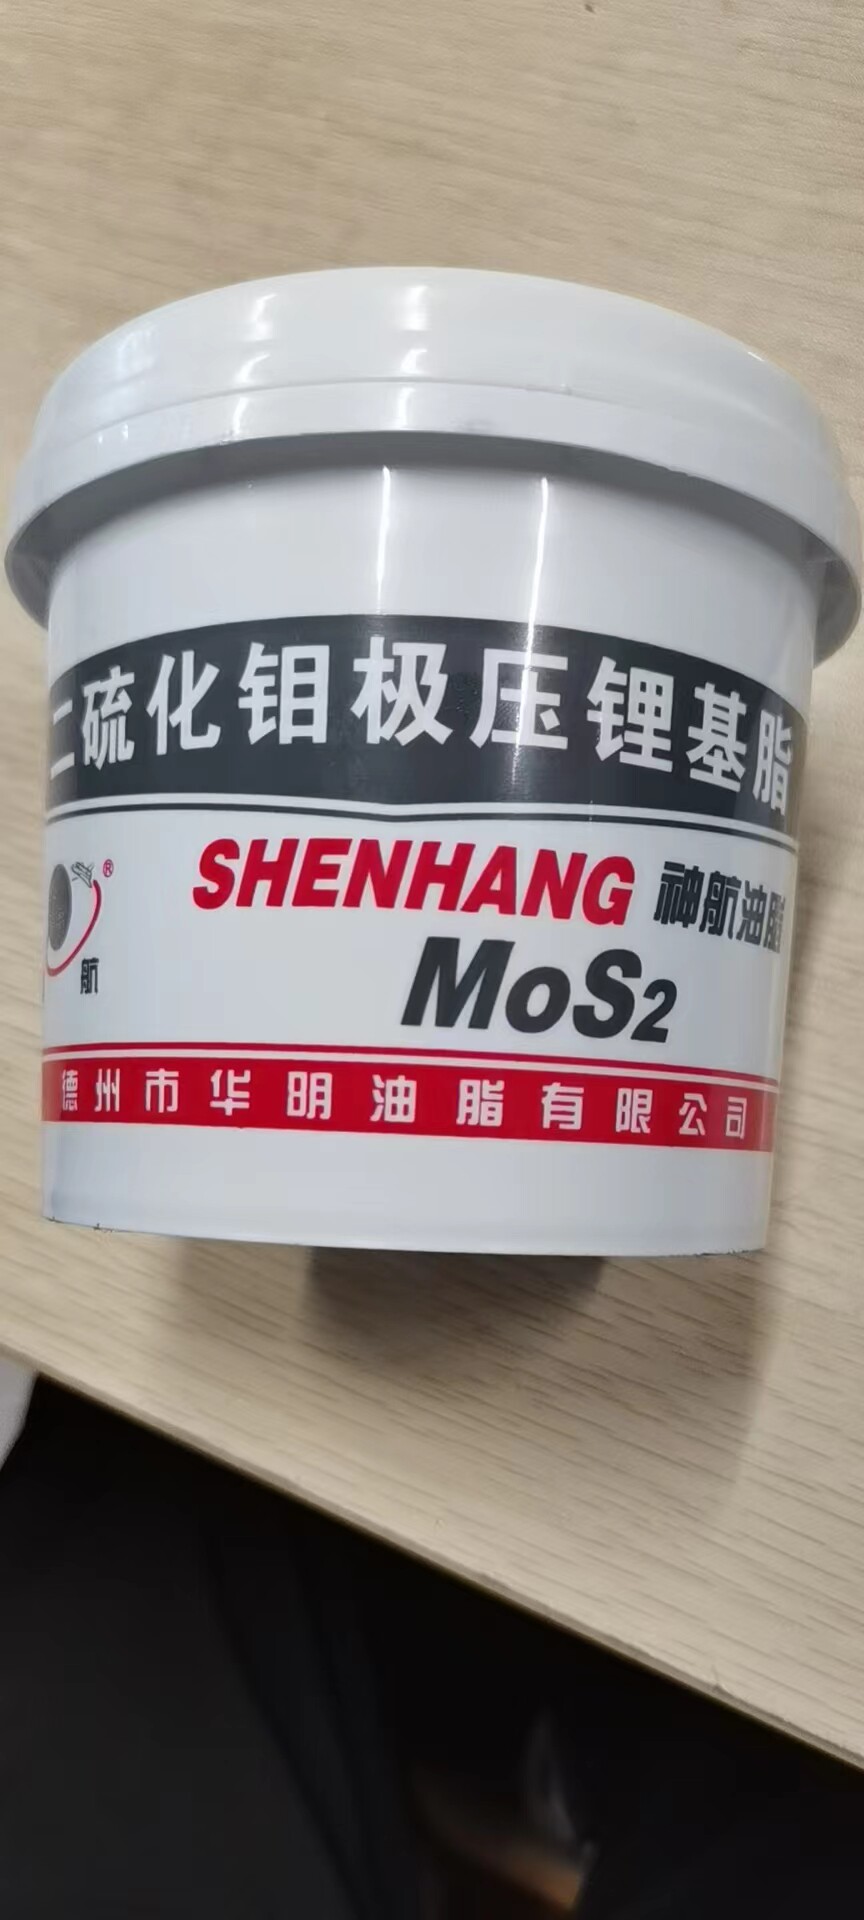 二硫化钼极压锂基脂
®
航
SHENHANG 神航油脂
MoS2
德州市华明油脂有限公司